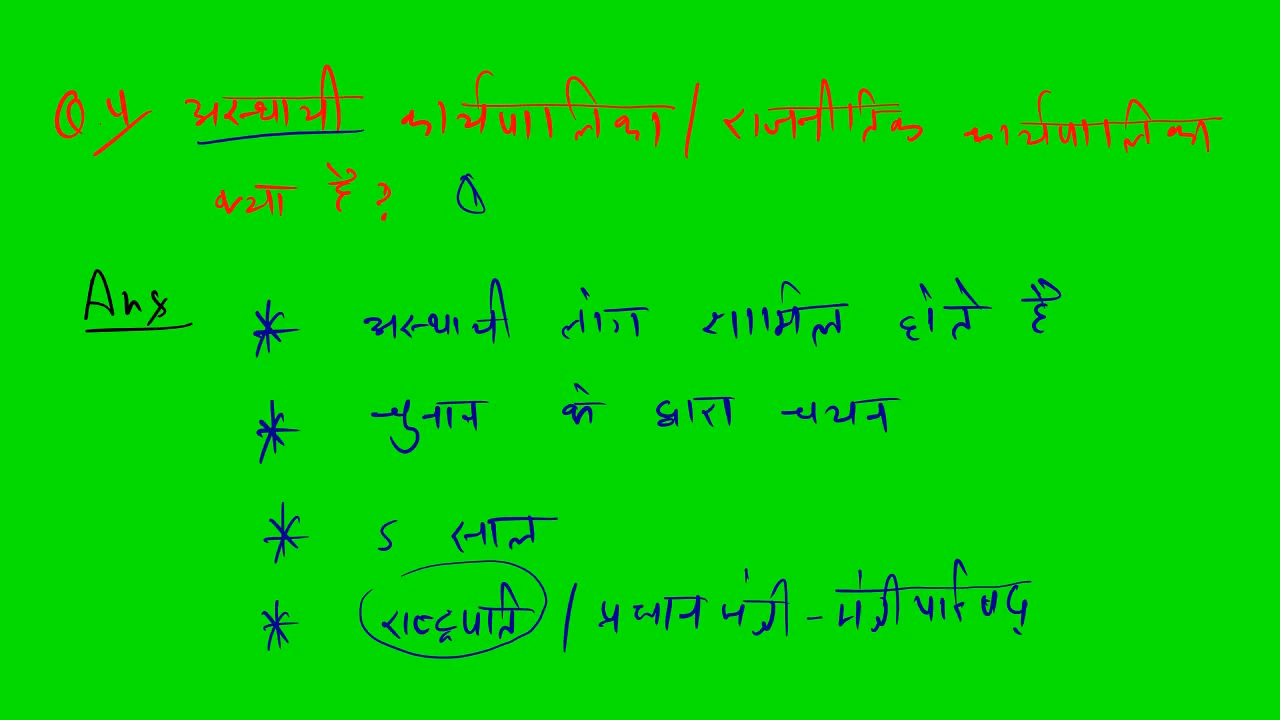 Q.4 अस्थायी कार्यपालिका / राजनीतिक कार्यपालिका
क्या है ?
Ans
* अस्थायी लोग शामिल होते है
* चुनाव के द्वारा चयन
* 5 साल
* राष्ट्रपति / प्रधान मंत्री - मंत्री परिषद्